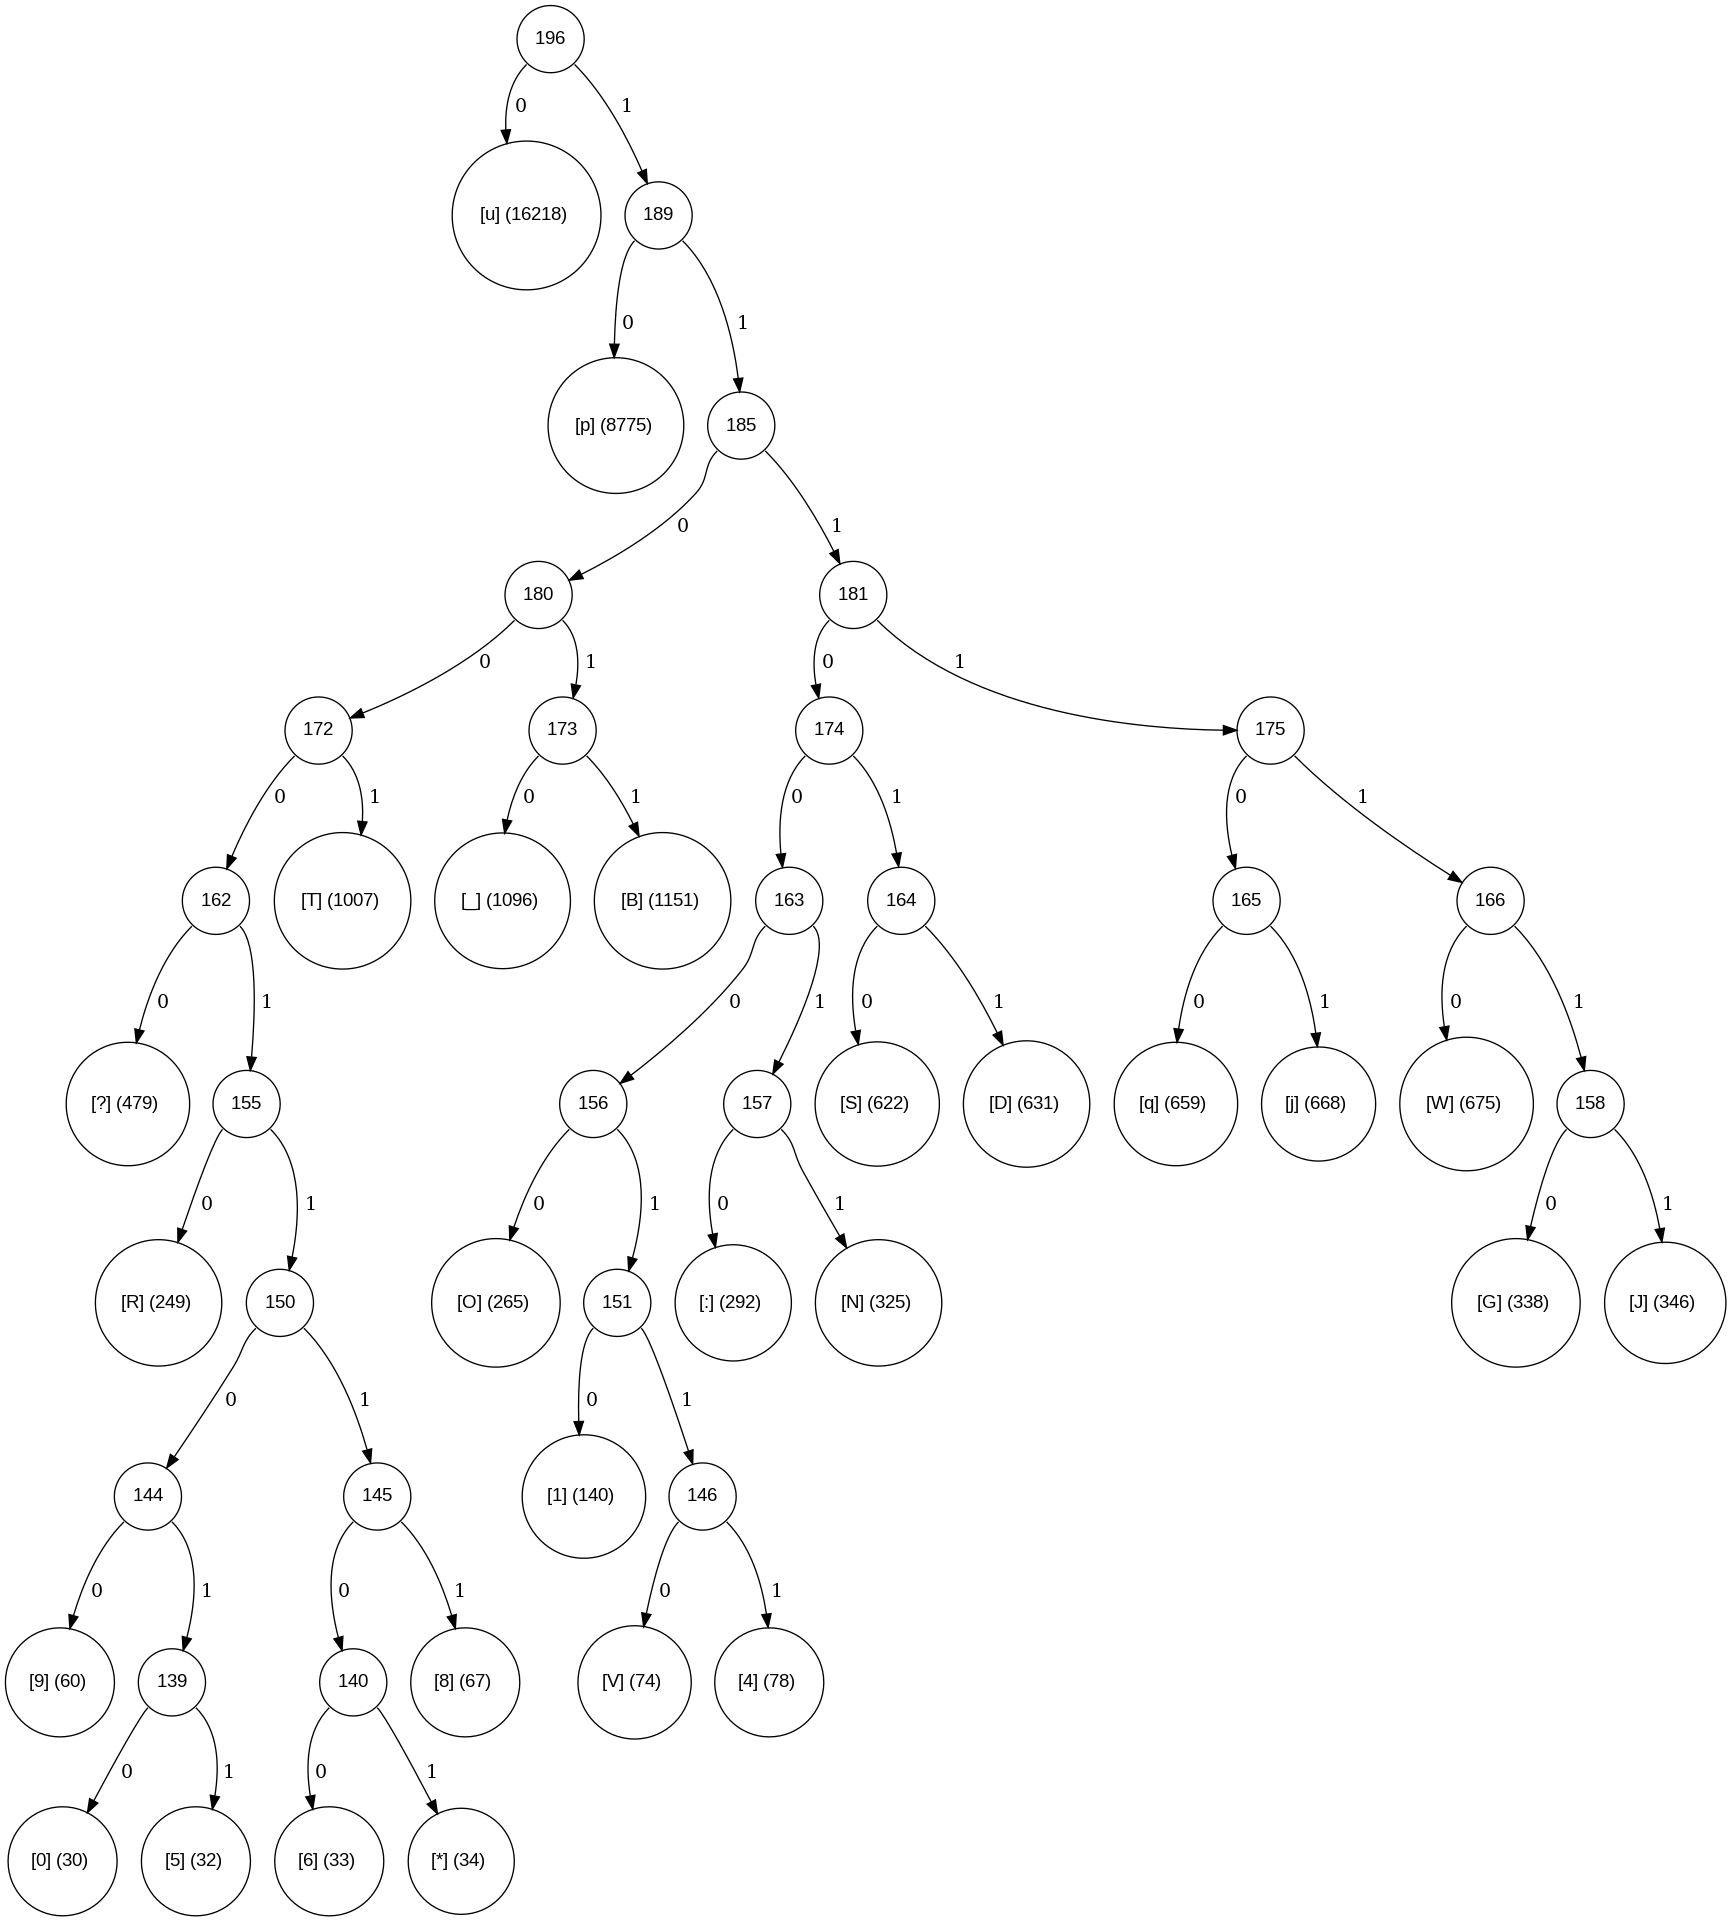 196
0 1
[u] (16218) 189
0 1
[p] (8775) 185
0 1
180 181
0 1 0 1
172 173 174 175
0 1 0 1 0 1 0 1
162 [T] (1007) [_] (1096) [B] (1151) 163 164 165 166
0 1 0 1 0 1 0 1 0 1
[?] (479) 155 156 157 [S] (622) [D] (631) [q] (659) [j] (668) [W] (675) 158
0 1 0 1 0 1 0 1
[R] (249) 150 [O] (265) 151 [:] (292) [N] (325) [G] (338) [J] (346)
0 1 0 1
144 145 [1] (140) 146
0 1 0 1 0 1
[9] (60) 139 140 [8] (67) [V] (74) [4] (78)
0 1 0 1
[0] (30) [5] (32) [6] (33) [*] (34)